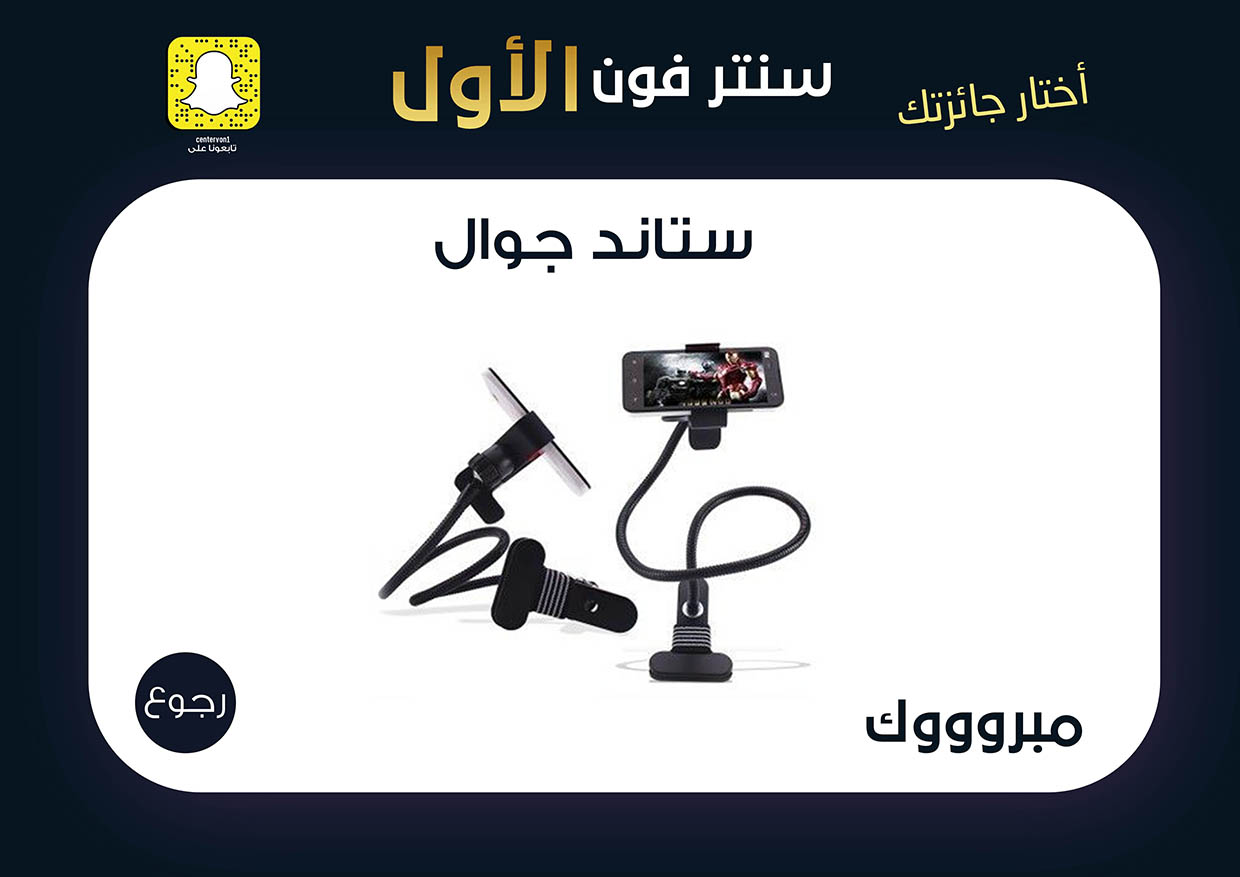 أختار جائزتك
سنتر فون الأول
centervon1
تابعونا على
ستاند جوال
مبروووك
رجوع